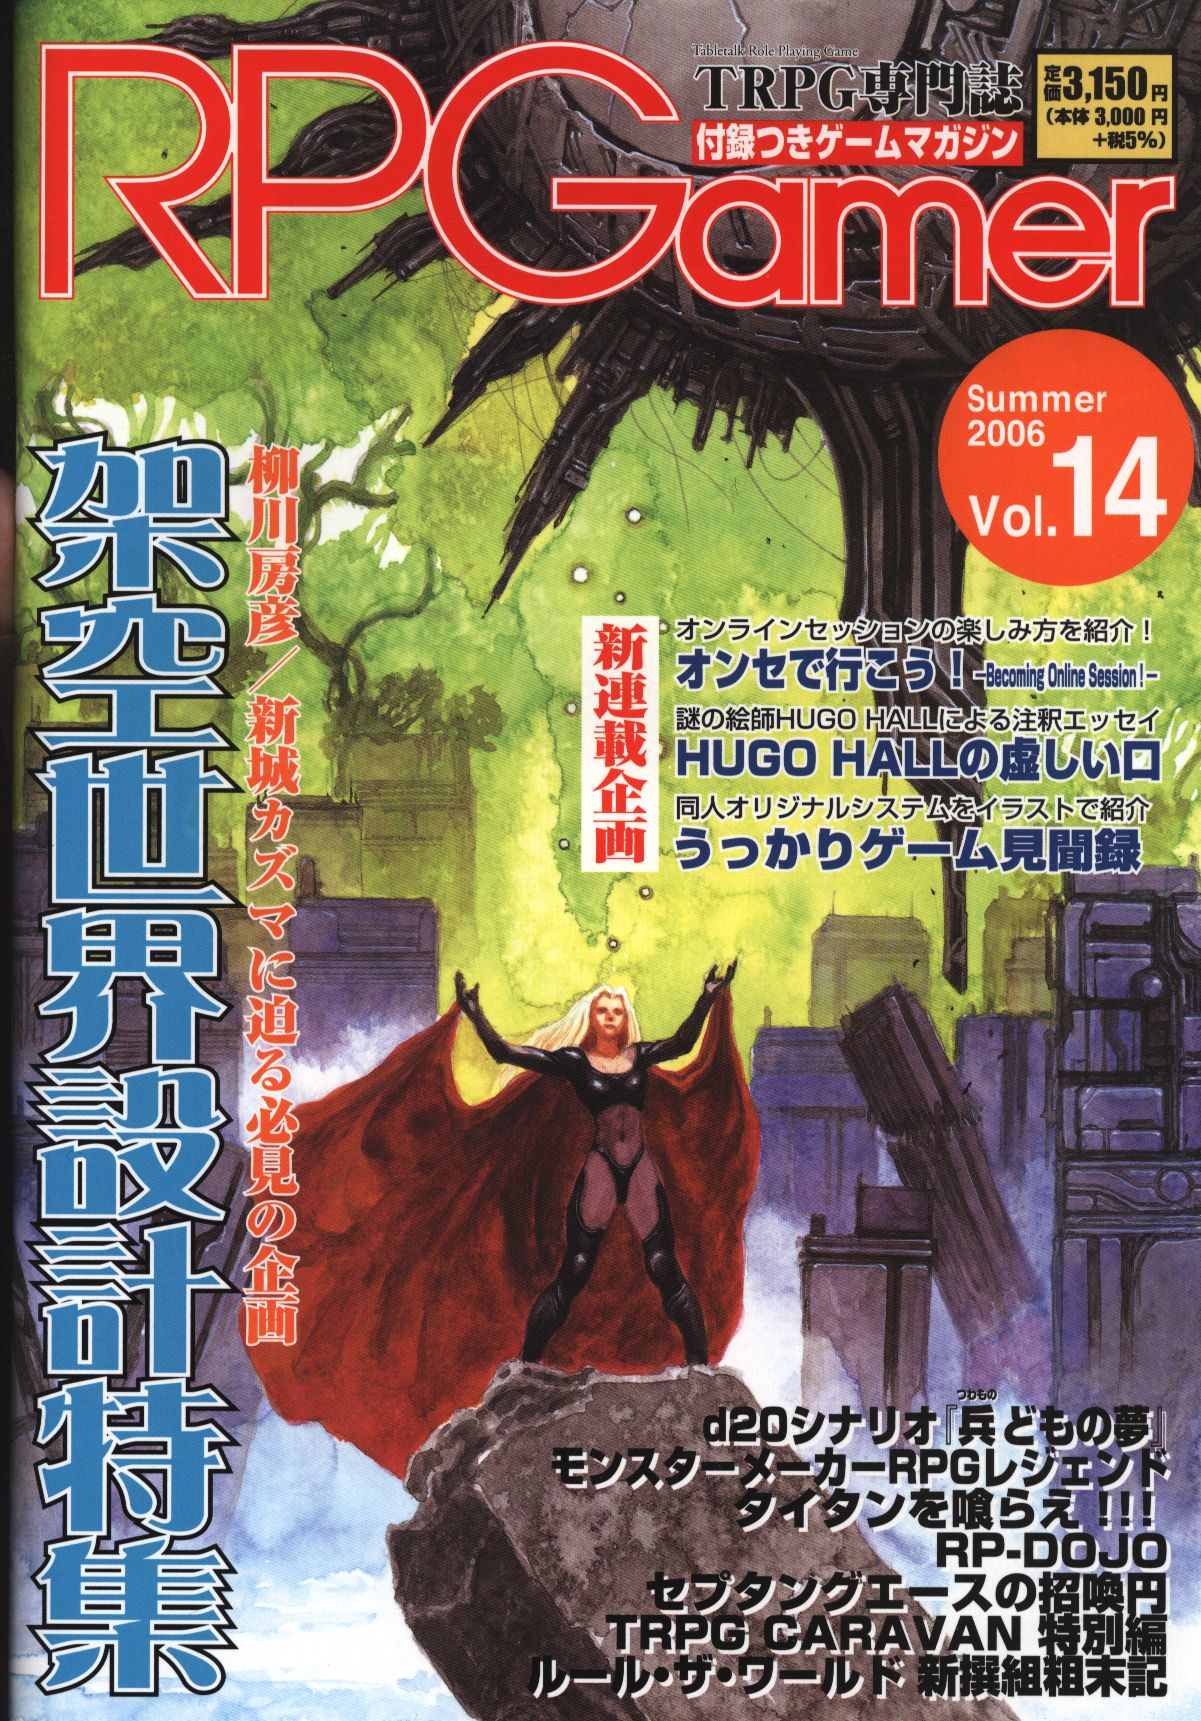 RPGamer
Tabletalk Role Playing Game
TRPG専門誌
付録つきゲームマガジン
定価3,150円
(本体 3,000 円
+税5%)
Summer
2006
Vol.14
架空世界設計特集
柳川房彦/新城カズマに迫る必見の企画
新連載企画
オンラインセッションの楽しみ方を紹介!
オンセで行こう! −Becoming Online Session!−
謎の絵師HUGO HALLによる注釈エッセイ
HUGO HALLの虚しい口
同人オリジナルシステムをイラストで紹介
うっかりゲーム見聞録
つわもの
d20シナリオ『兵どもの夢』
モンスターメーカーRPGレジェンド
タイタンを喰らえ!!!
RP-DOJO
セプタングエースの招喚円
TRPG CARAVAN 特別編
ルール・ザ・ワールド 新撰組粗末記